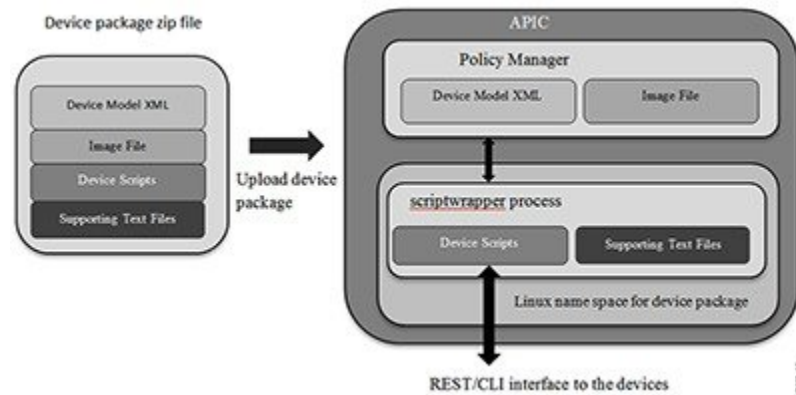 Device package zip file
Device Model XML
Image File
Device Scripts
Supporting Text Files
Upload device
package
APIC
Policy Manager
Device Model XML
Image File
scriptwrapper process
Device Scripts
Supporting Text Files
Linux name space for device package
REST/CLI interface to the devices